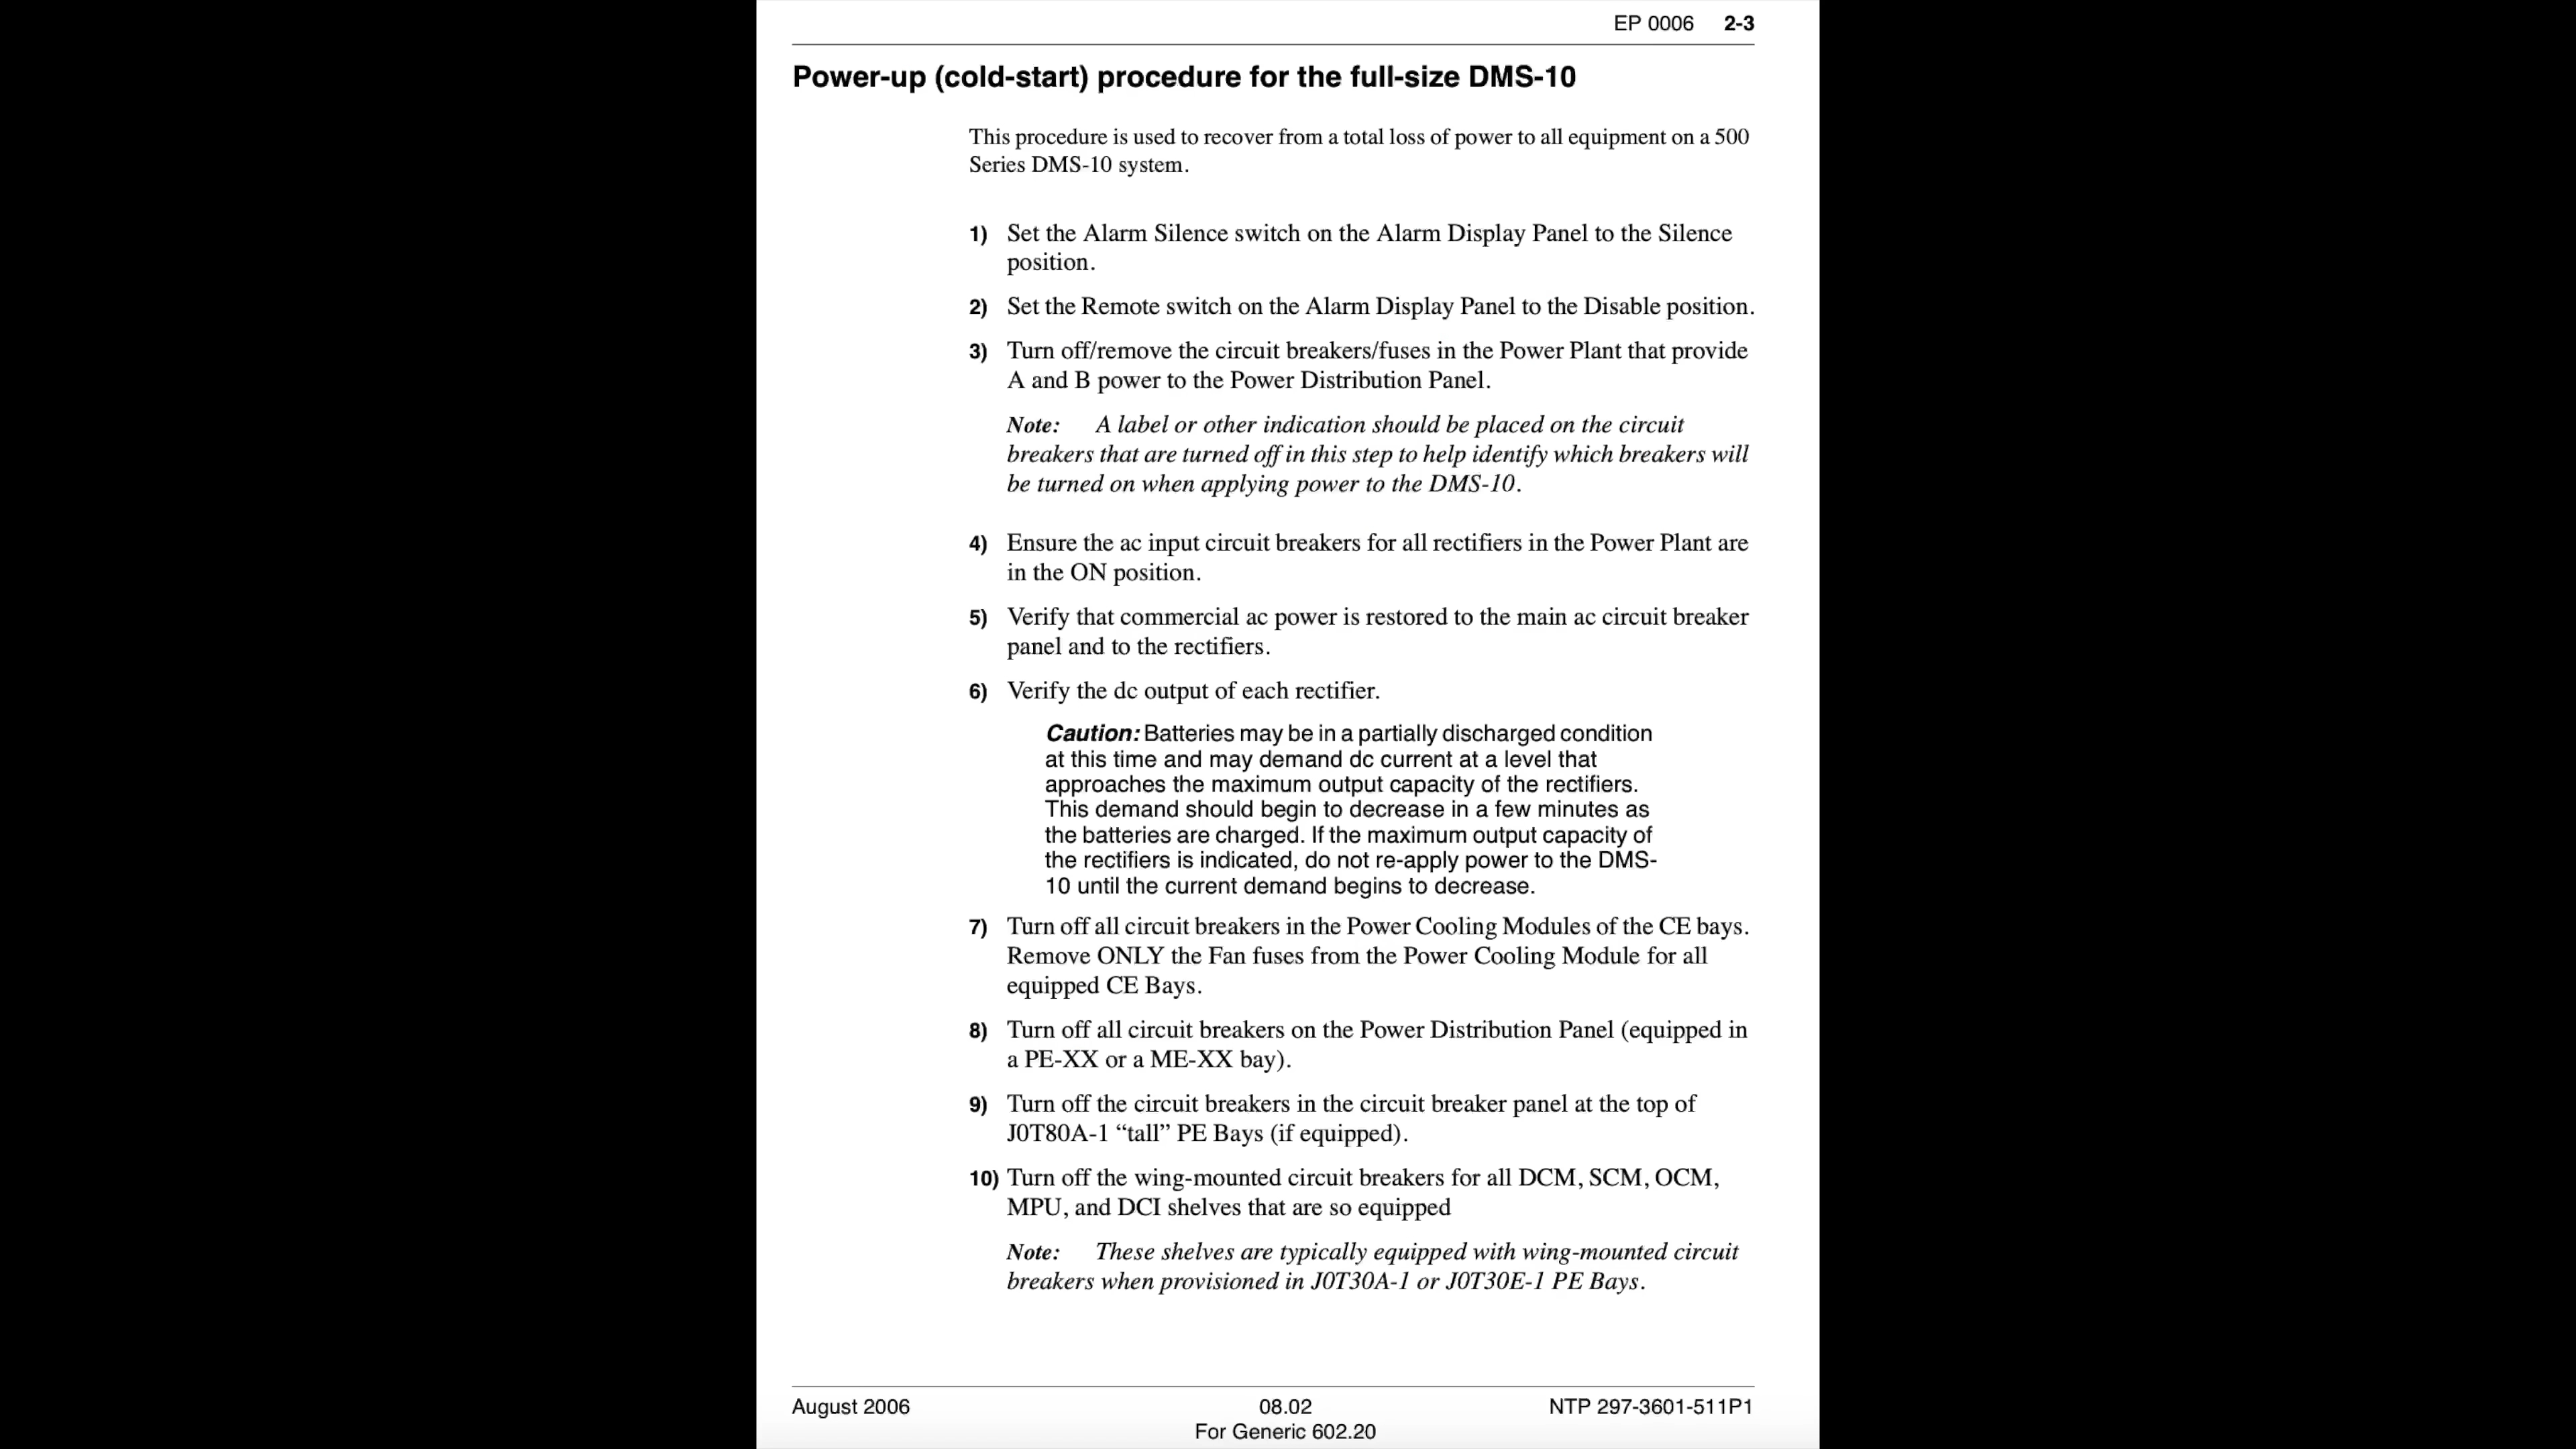 EP 0006 2-3
Power-up (cold-start) procedure for the full-size DMS-10
This procedure is used to recover from a total loss of power to all equipment on a 500
Series DMS-10 system.
1) Set the Alarm Silence switch on the Alarm Display Panel to the Silence
position.
2) Set the Remote switch on the Alarm Display Panel to the Disable position.
3) Turn off/remove the circuit breakers/fuses in the Power Plant that provide
A and B power to the Power Distribution Panel.
Note: A label or other indication should be placed on the circuit
breakers that are turned off in this step to help identify which breakers will
be turned on when applying power to the DMS-10.
4) Ensure the ac input circuit breakers for all rectifiers in the Power Plant are
in the ON position.
5) Verify that commercial ac power is restored to the main ac circuit breaker
panel and to the rectifiers.
6) Verify the dc output of each rectifier.
Caution: Batteries may be in a partially discharged condition
at this time and may demand dc current at a level that
approaches the maximum output capacity of the rectifiers.
This demand should begin to decrease in a few minutes as
the batteries are charged. If the maximum output capacity of
the rectifiers is indicated, do not re-apply power to the DMS-
10 until the current demand begins to decrease.
7) Turn off all circuit breakers in the Power Cooling Modules of the CE bays.
Remove ONLY the Fan fuses from the Power Cooling Module for all
equipped CE Bays.
8) Turn off all circuit breakers on the Power Distribution Panel (equipped in
a PE-XX or a ME-XX bay).
9) Turn off the circuit breakers in the circuit breaker panel at the top of
J0T80A-1 “tall” PE Bays (if equipped).
10) Turn off the wing-mounted circuit breakers for all DCM, SCM, OCM,
MPU, and DCI shelves that are so equipped
Note: These shelves are typically equipped with wing-mounted circuit
breakers when provisioned in J0T30A-1 or J0T30E-1 PE Bays.
August 2006 08.02 NTP 297-3601-511P1
For Generic 602.20